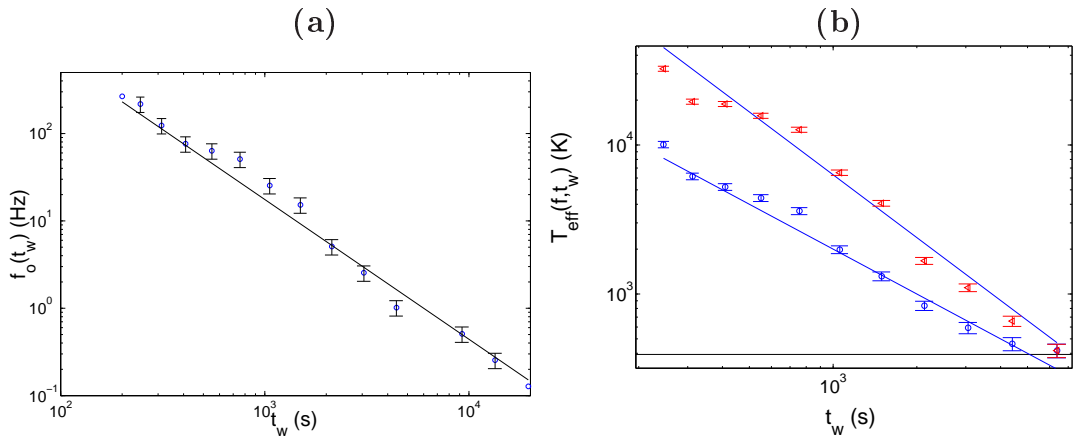 (a)
(b)
f_o(t_w) (Hz)
10^2
10^1
10^0
10^{-1}
10^2
10^3
10^4
t_w (s)
T_eff(f,t_w) (K)
10^4
10^3
10^3
t_w (s)